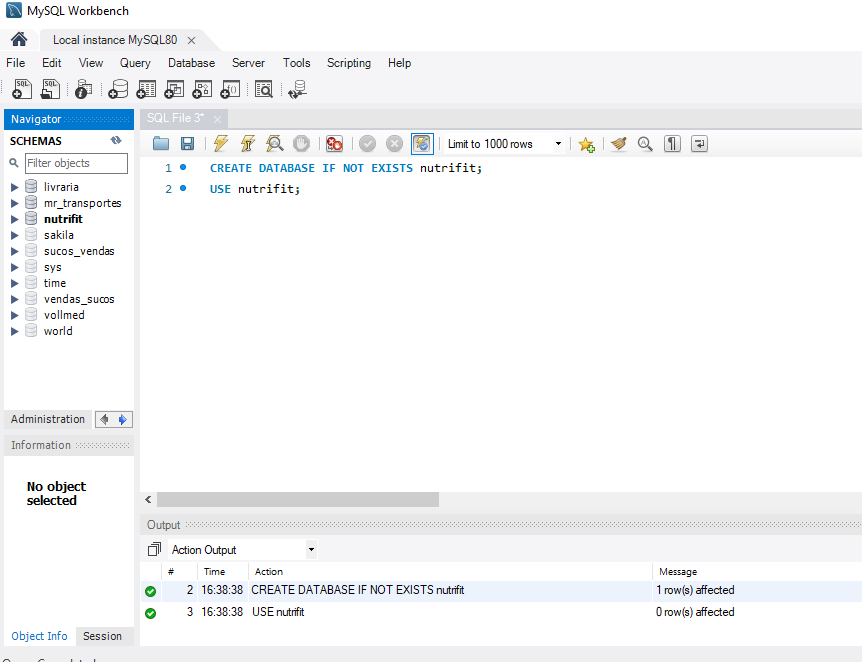 MySQL Workbench
Local instance MySQL80
File Edit View Query Database Server Tools Scripting Help
Navigator
SCHEMAS
Filter objects
livraria
mr_transportes
nutrifit
sakila
sucos_vendas
sys
time
vendas_sucos
vollmed
world
Administration
Information
No object
selected
Object Info Session
SQL File 3*
Limit to 1000 rows
1 CREATE DATABASE IF NOT EXISTS nutrifit;
2 USE nutrifit;
Output
Action Output
# Time Action Message
2 16:38:38 CREATE DATABASE IF NOT EXISTS nutrifit 1 row(s) affected
3 16:38:38 USE nutrifit 0 row(s) affected